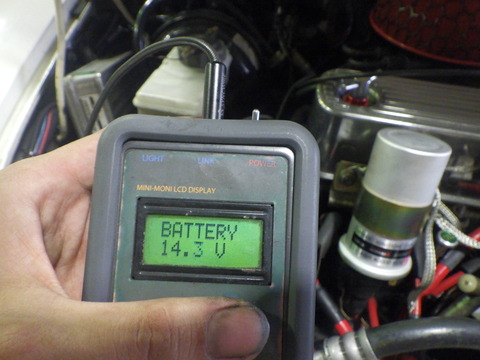 LIGHT LINK POWER
MINI-MONI LCD DISPLAY
BATTERY
14.3 V